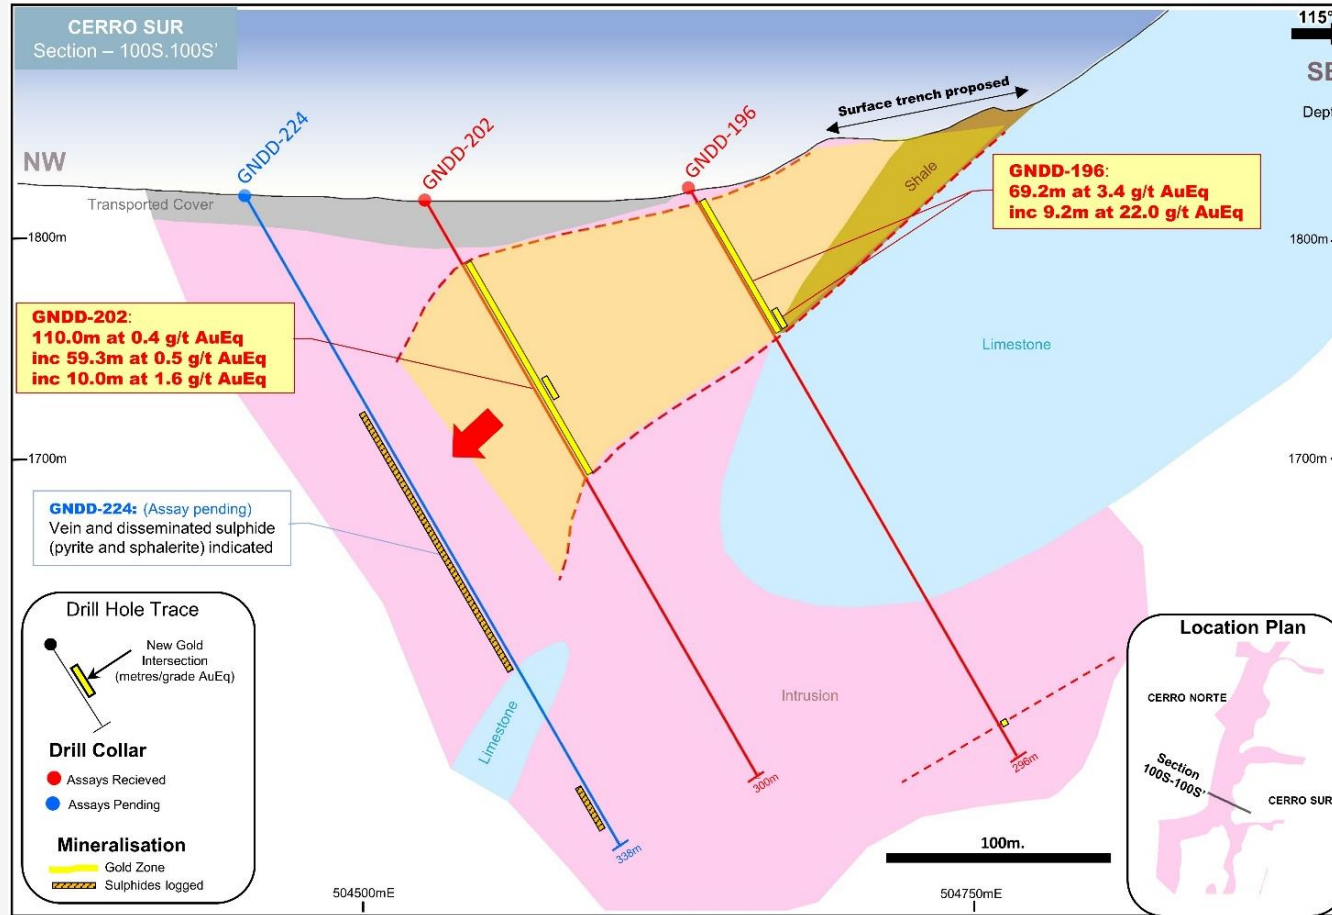 CERRO SUR
Section – 100S.100S'
115°
SE
Dept
NW
GNDD-224
GNDD-202
GNDD-196
Surface trench proposed
Transported Cover
Shale
1800m
1800m
GNDD-196:
69.2m at 3.4 g/t AuEq
inc 9.2m at 22.0 g/t AuEq
GNDD-202:
110.0m at 0.4 g/t AuEq
inc 59.3m at 0.5 g/t AuEq
inc 10.0m at 1.6 g/t AuEq
Limestone
1700m
1700m
GNDD-224: (Assay pending)
Vein and disseminated sulphide
(pyrite and sphalerite) indicated
Drill Hole Trace
New Gold
Intersection
(metres/grade AuEq)
Drill Collar
Assays Recieved
Assays Pending
Mineralisation
Gold Zone
Sulphides logged
Limestone
Intrusion
300m
296m
338m
100m.
504500mE
504750mE
Location Plan
CERRO NORTE
Section
100S-100S'
CERRO SUR